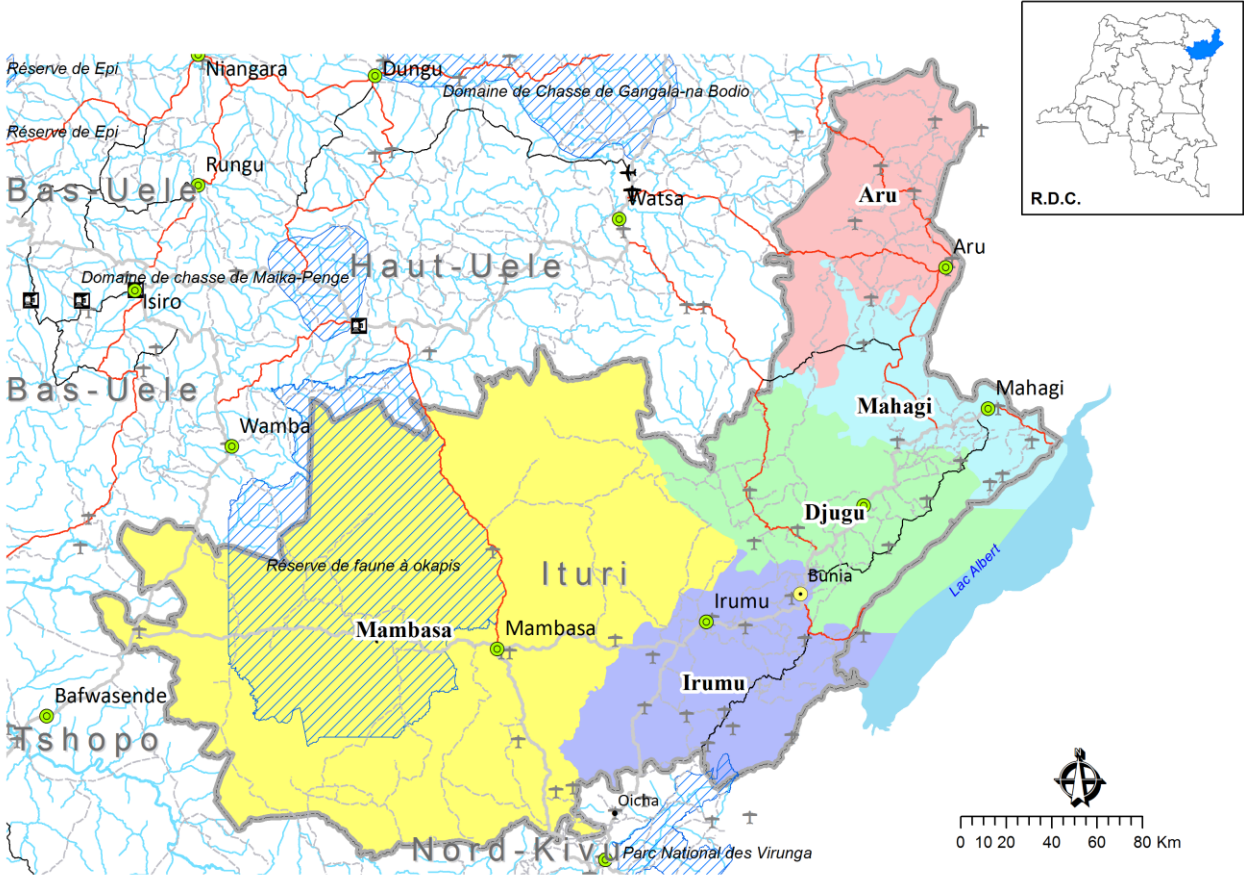 Réserve de Epi
Niangara
Dungu
Domaine de Chasse de Gangala-na Bodio
Réserve de Epi
Rungu
Bas-Uele
Watsa
Aru
R.D.C.
Aru
Haut-Uele
Domaine de chasse de Maika-Penge
Isiro
Bas-Uele
Mahagi
Mahagi
Wamba
Djugu
Réserve de faune à okapis
Ituri
Bunia
Lac Albert
Irumu
Mambasa
Mambasa
Irumu
Bafwasende
Tshopo
N
Oicha
Nord-Kivu
Parc National des Virunga
0 10 20 40 60 80 Km